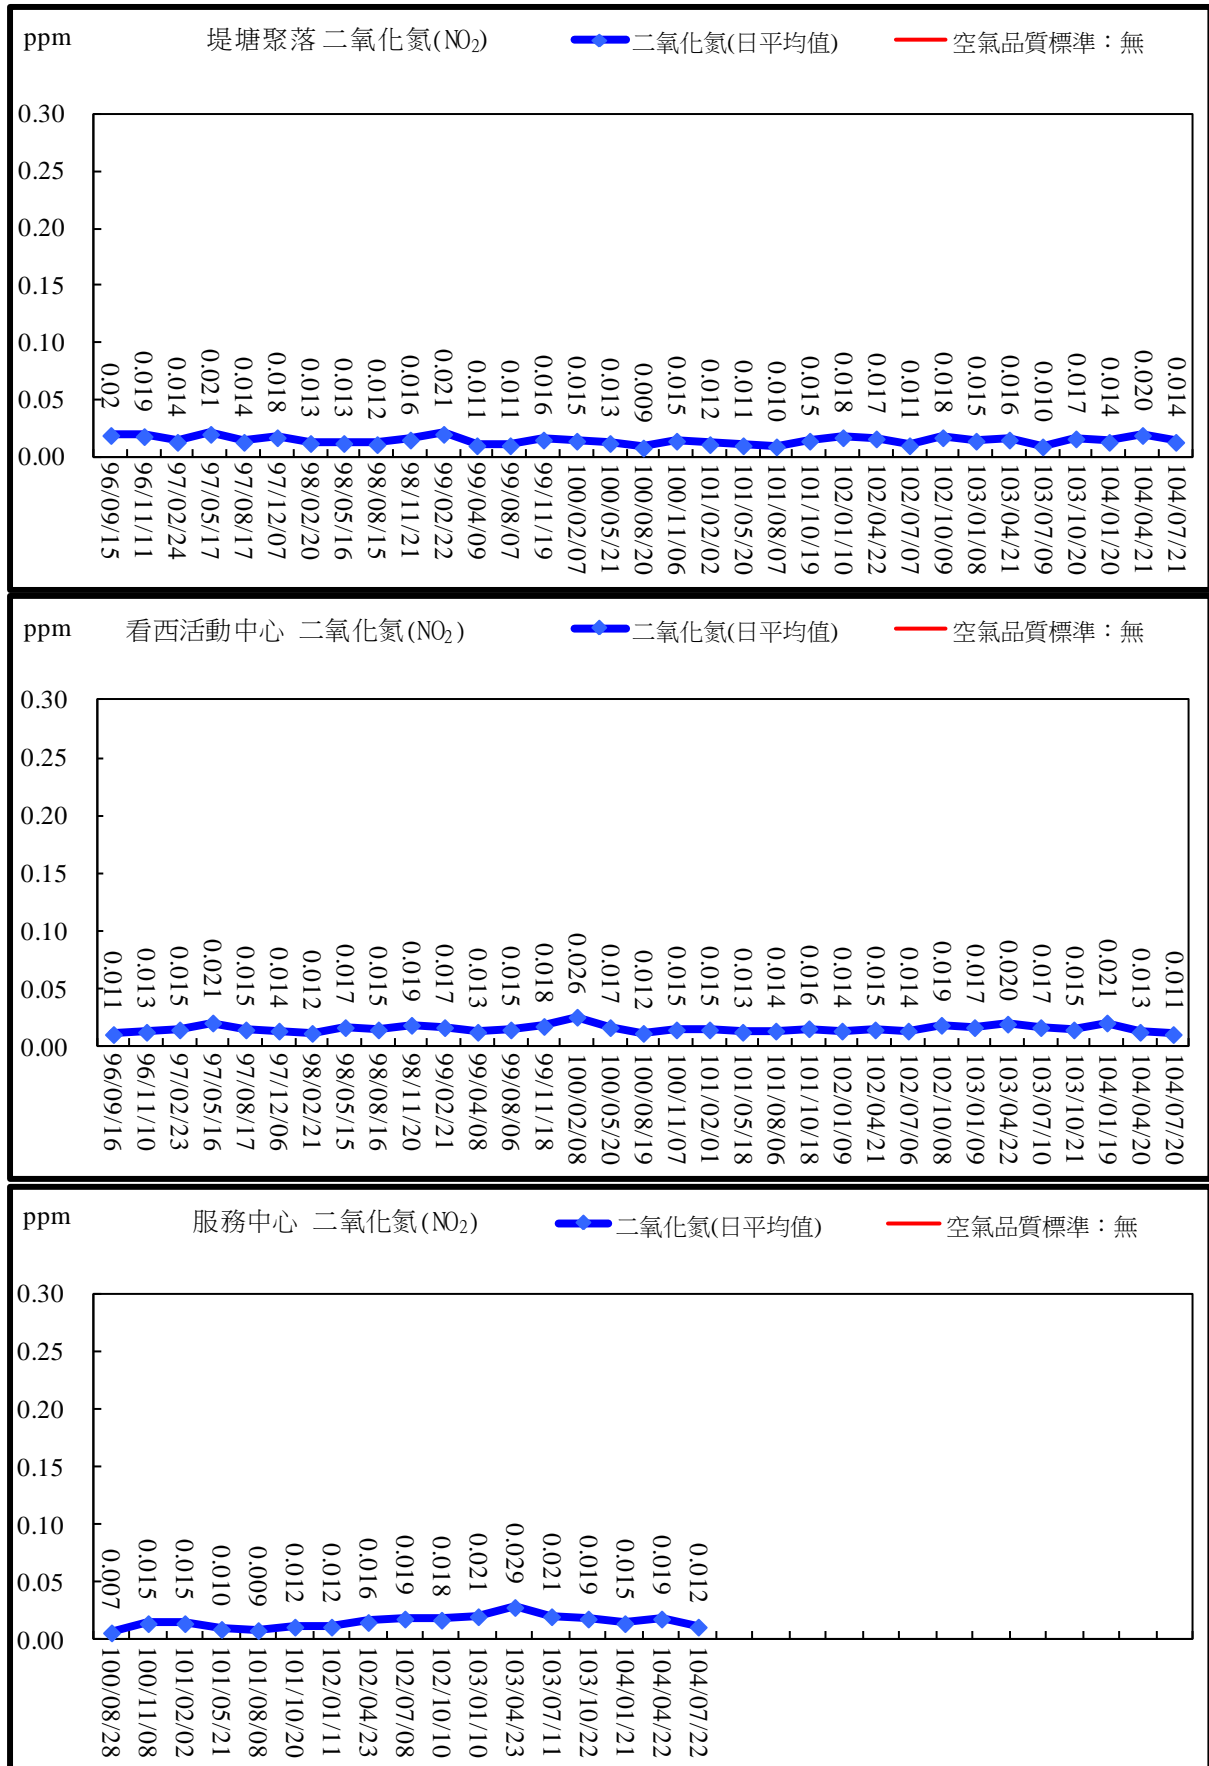 ppm 堤塘聚落 二氧化氮(NO₂) 二氧化氮(日平均值) 空氣品質標準：無
0.30
0.25
0.20
0.15
0.10
0.05
0.00
0.02 0.019 0.014 0.021 0.014 0.018 0.013 0.013 0.012 0.016 0.021 0.011 0.011 0.016 0.015 0.013 0.009 0.015 0.012 0.011 0.010 0.015 0.018 0.017 0.011 0.018 0.015 0.016 0.010 0.017 0.014 0.020 0.014
96/09/15 96/11/11 97/02/24 97/05/17 97/08/17 97/12/07 98/02/20 98/05/16 98/08/15 98/11/21 99/02/22 99/04/09 99/08/07 99/11/19 100/02/07 100/05/21 100/08/20 100/11/06 101/02/02 101/05/20 101/08/07 101/10/19 102/01/10 102/04/22 102/07/07 102/10/09 103/01/08 103/04/21 103/07/09 103/10/20 104/01/20 104/04/21 104/07/21
ppm 看西活動中心 二氧化氮(NO₂) 二氧化氮(日平均值) 空氣品質標準：無
0.30
0.25
0.20
0.15
0.10
0.05
0.00
0.011 0.013 0.015 0.021 0.015 0.014 0.012 0.017 0.015 0.019 0.017 0.013 0.015 0.018 0.026 0.017 0.012 0.015 0.015 0.013 0.014 0.016 0.014 0.015 0.014 0.019 0.017 0.020 0.017 0.015 0.021 0.013 0.011
96/09/16 96/11/10 97/02/23 97/05/16 97/08/17 97/12/06 98/02/21 98/05/15 98/08/16 98/11/20 99/02/21 99/04/08 99/08/06 99/11/18 100/02/08 100/05/20 100/08/19 100/11/07 101/02/01 101/05/18 101/08/06 101/10/18 102/01/09 102/04/21 102/07/06 102/10/08 103/01/09 103/04/22 103/07/10 103/10/21 104/01/19 104/04/20 104/07/20
ppm 服務中心 二氧化氮(NO₂) 二氧化氮(日平均值) 空氣品質標準：無
0.30
0.25
0.20
0.15
0.10
0.05
0.00
0.007 0.015 0.015 0.010 0.009 0.012 0.012 0.016 0.019 0.018 0.021 0.029 0.021 0.019 0.015 0.019 0.012
100/08/28 100/11/08 101/02/02 101/05/21 101/08/08 101/10/20 102/01/11 102/04/23 102/07/08 102/10/10 103/01/10 103/04/23 103/07/11 103/10/22 104/01/21 104/04/22 104/07/22